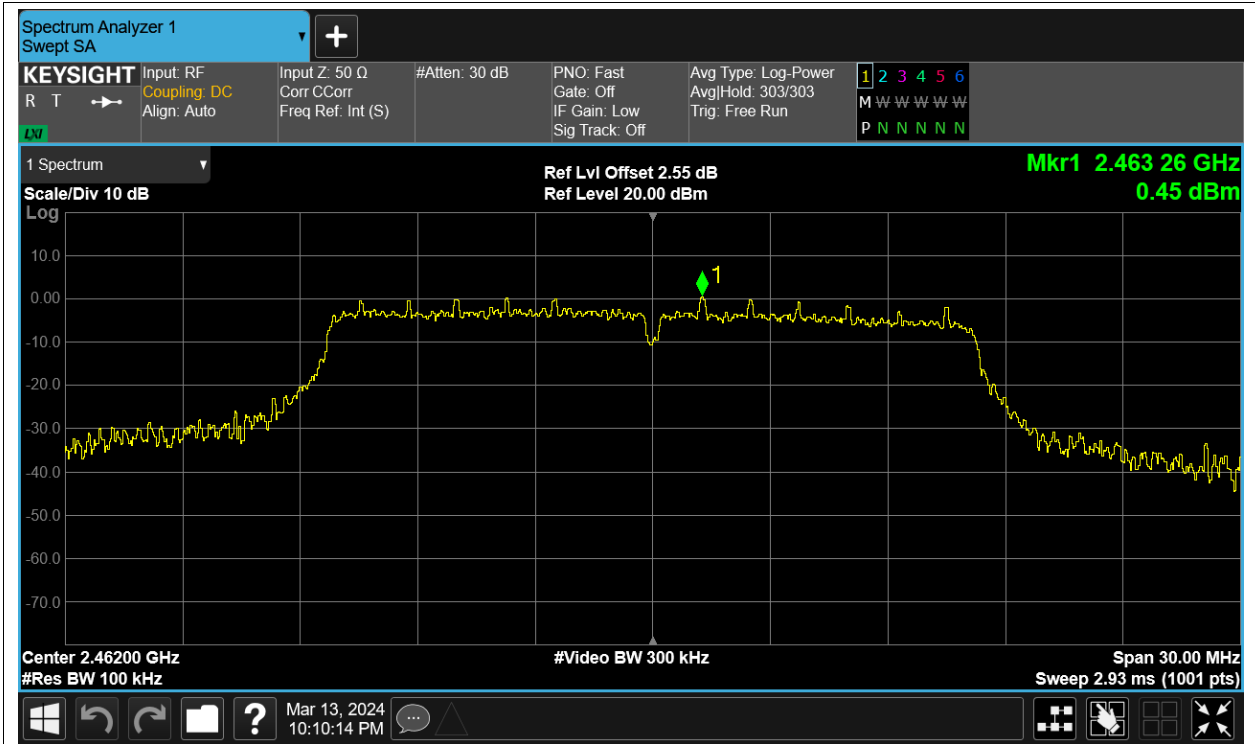 Spectrum Analyzer 1
Swept SA
KEYSIGHT
R T
LXI
Input: RF
Coupling: DC
Align: Auto
Input Z: 50 Ω
Corr CCorr
Freq Ref: Int (S)
#Atten: 30 dB
PNO: Fast
Gate: Off
IF Gain: Low
Sig Track: Off
Avg Type: Log-Power
Avg|Hold: 303/303
Trig: Free Run
1 2 3 4 5 6
M W W W W W
P N N N N N
1 Spectrum
Scale/Div 10 dB
Ref Lvl Offset 2.55 dB
Ref Level 20.00 dBm
Mkr1 2.463 26 GHz
0.45 dBm
Log
10.0
0.00
-10.0
-20.0
-30.0
-40.0
-50.0
-60.0
-70.0
1
Center 2.46200 GHz
#Res BW 100 kHz
#Video BW 300 kHz
Span 30.00 MHz
Sweep 2.93 ms (1001 pts)
?
Mar 13, 2024
10:10:14 PM